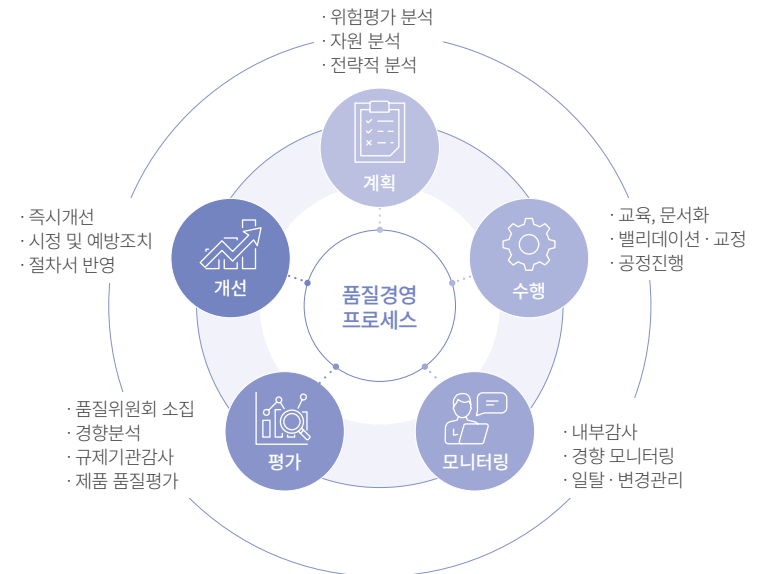 · 위험평가 분석
· 자원 분석
· 전략적 분석
계획
· 교육, 문서화
· 밸리데이션 · 교정
· 공정진행
수행
· 내부감사
· 경향 모니터링
· 일탈 · 변경관리
모니터링
· 품질위원회 소집
· 경향분석
· 규제기관감사
· 제품 품질평가
평가
· 즉시개선
· 시정 및 예방조치
· 절차서 반영
개선
품질경영
프로세스